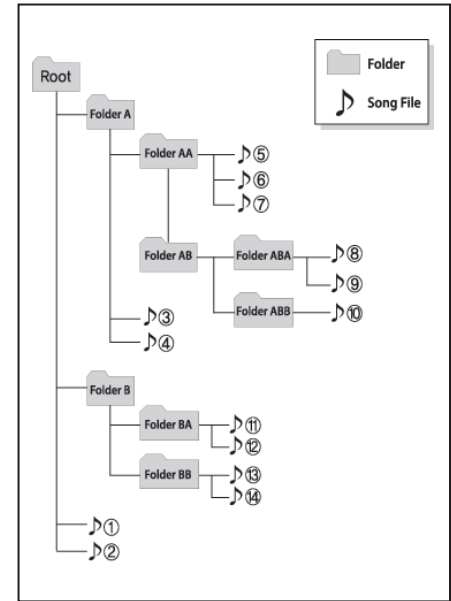 Folder
Song File
Root
Folder A
Folder AA
⑤
⑥
⑦
Folder AB
Folder ABA
⑧
⑨
Folder ABB
⑩
③
④
Folder B
Folder BA
⑪
⑫
Folder BB
⑬
⑭
①
②